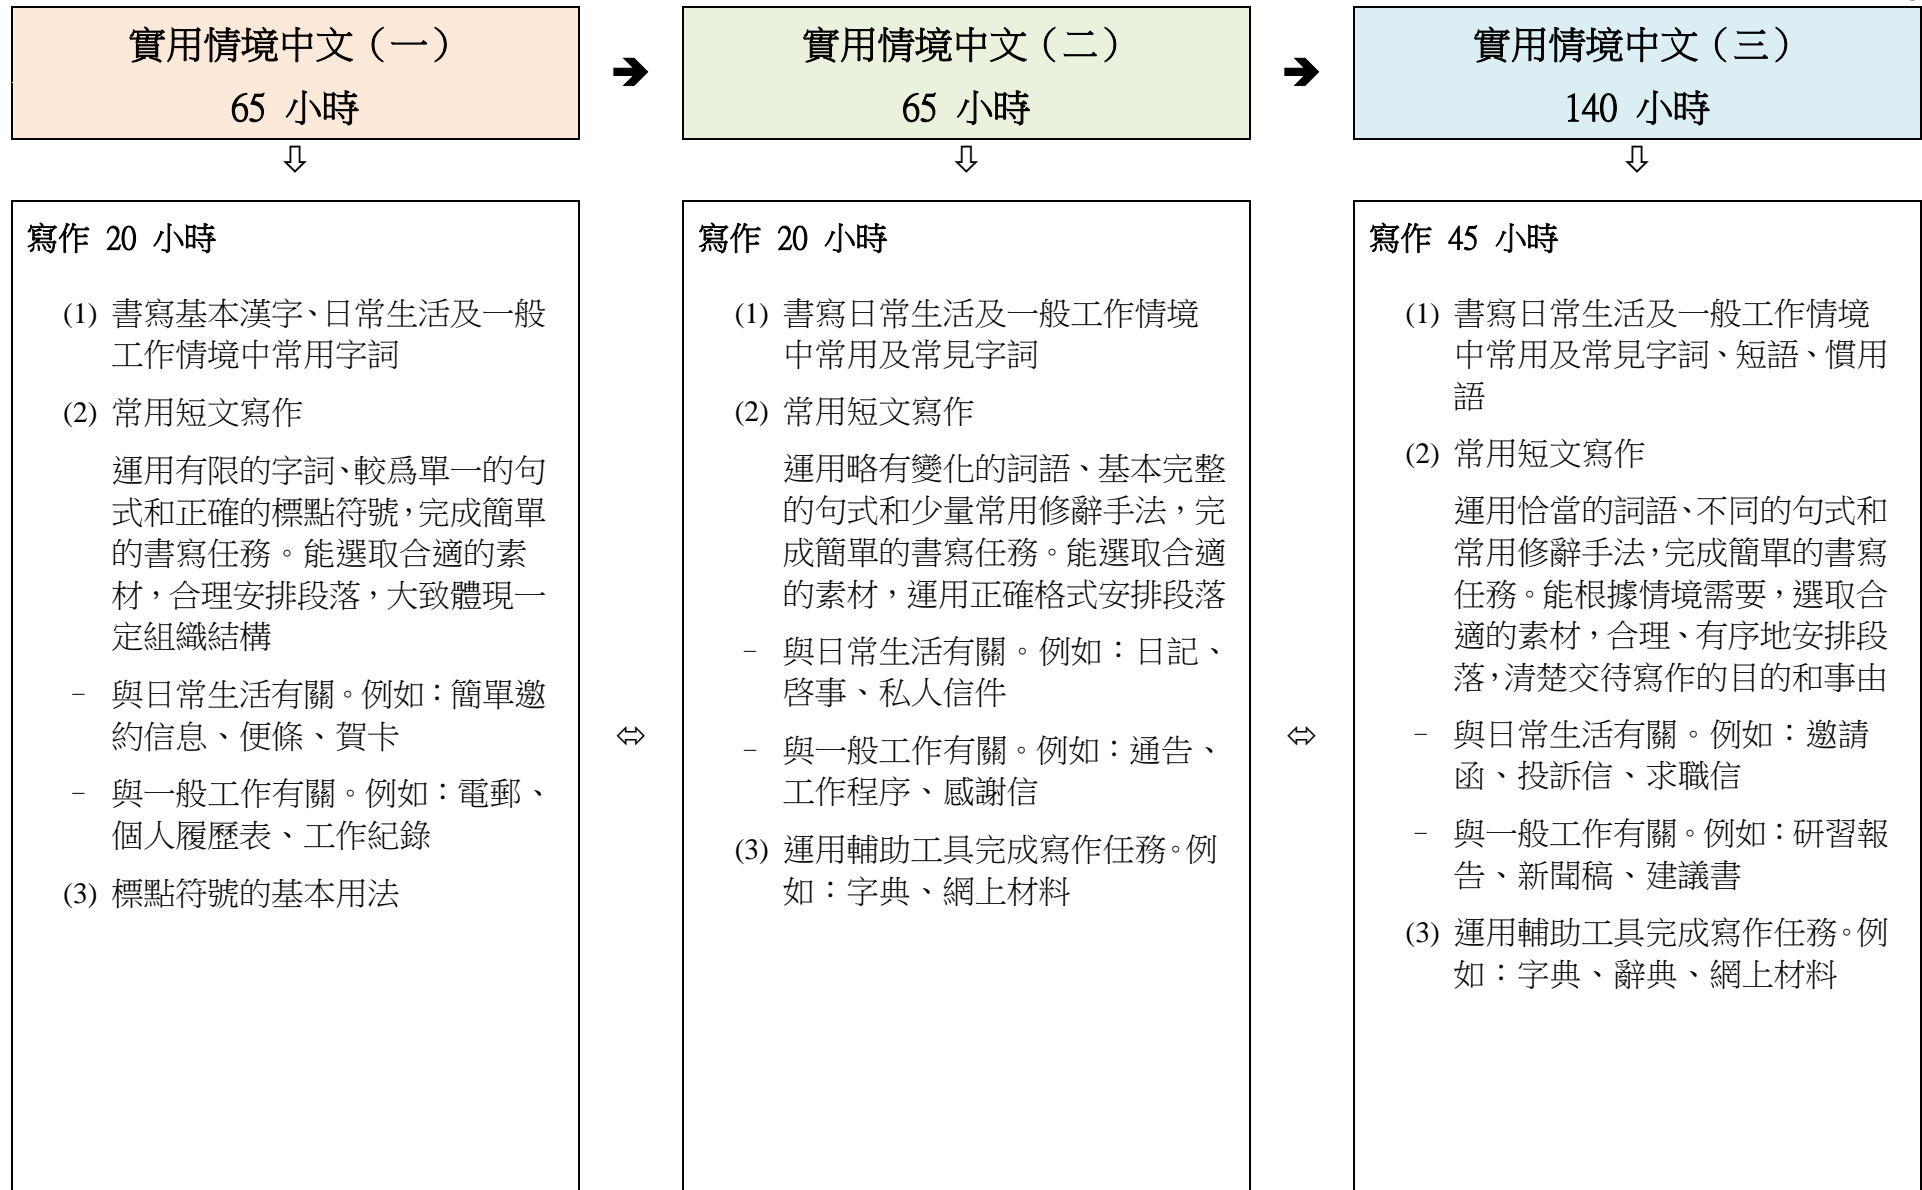 實用情境中文（一）
65 小時
實用情境中文（二）
65 小時
實用情境中文（三）
140 小時
寫作 20 小時
(1) 書寫基本漢字、日常生活及一般
工作情境中常用字詞
(2) 常用短文寫作
運用有限的字詞、較爲單一的句
式和正確的標點符號，完成簡單
的書寫任務。能選取合適的素
材，合理安排段落，大致體現一
定組織結構
– 與日常生活有關。例如：簡單邀
約信息、便條、賀卡
– 與一般工作有關。例如：電郵、
個人履歷表、工作紀錄
(3) 標點符號的基本用法
寫作 20 小時
(1) 書寫日常生活及一般工作情境
中常用及常見字詞
(2) 常用短文寫作
運用略有變化的詞語、基本完整
的句式和少量常用修辭手法，完
成簡單的書寫任務。能選取合適
的素材，運用正確格式安排段落
– 與日常生活有關。例如：日記、
啓事、私人信件
– 與一般工作有關。例如：通告、
工作程序、感謝信
(3) 運用輔助工具完成寫作任務。例
如：字典、網上材料
寫作 45 小時
(1) 書寫日常生活及一般工作情境
中常用及常見字詞、短語、慣用
語
(2) 常用短文寫作
運用恰當的詞語、不同的句式和
常用修辭手法，完成簡單的書寫
任務。能根據情境需要，選取合
適的素材，合理、有序地安排段
落，清楚交待寫作的目的和事由
– 與日常生活有關。例如：邀請
函、投訴信、求職信
– 與一般工作有關。例如：研習報
告、新聞稿、建議書
(3) 運用輔助工具完成寫作任務。例
如：字典、辭典、網上材料